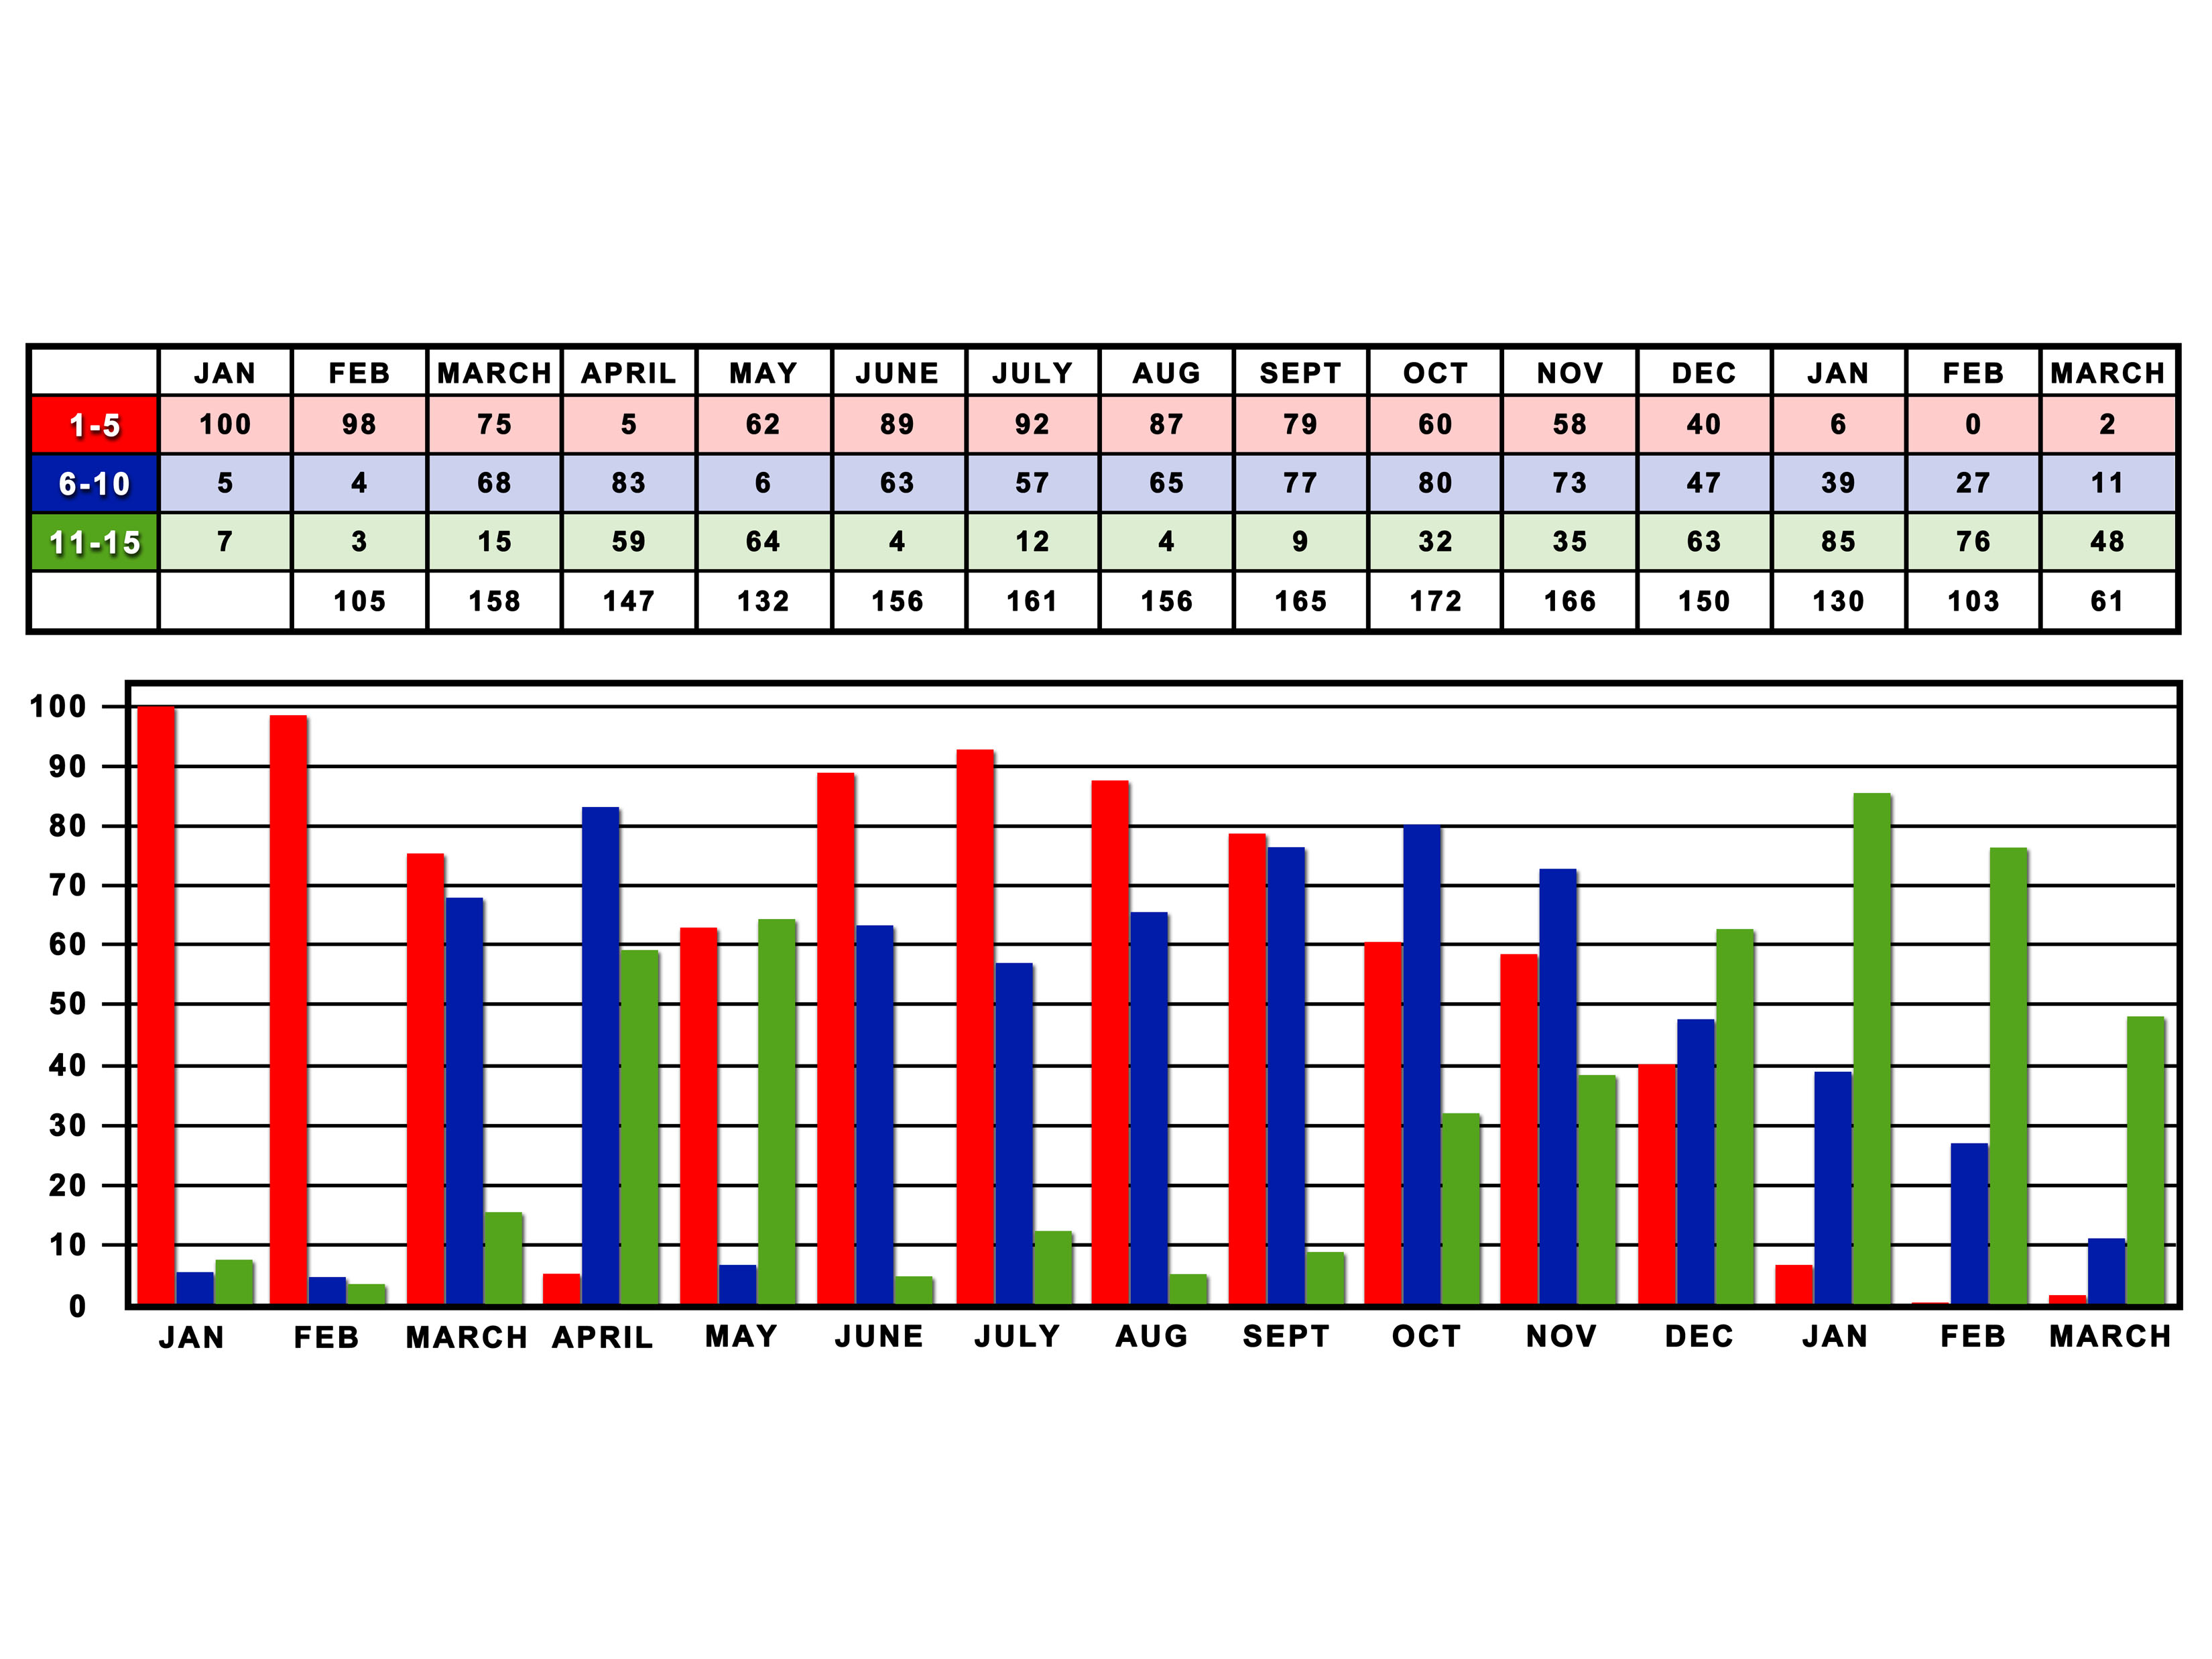 JAN FEB MARCH APRIL MAY JUNE JULY AUG SEPT OCT NOV DEC JAN FEB MARCH
1-5 100 98 75 5 62 89 92 87 79 60 58 40 6 0 2
6-10 5 4 68 83 6 63 57 65 77 80 73 47 39 27 11
11-15 7 3 15 59 64 4 12 4 9 32 35 63 85 76 48
105 158 147 132 156 161 156 165 172 166 150 130 103 61
100
90
80
70
60
50
40
30
20
10
0
JAN FEB MARCH APRIL MAY JUNE JULY AUG SEPT OCT NOV DEC JAN FEB MARCH